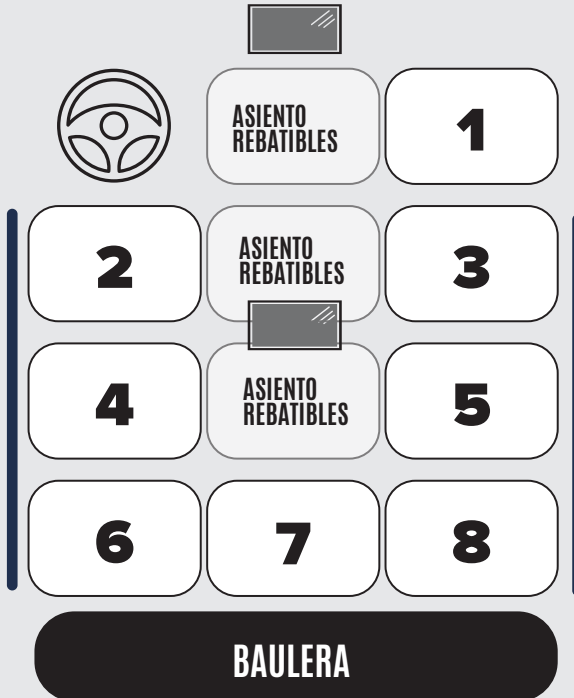 ASIENTO
REBATIBLES
1
2
ASIENTO
REBATIBLES
3
4
ASIENTO
REBATIBLES
5
6
7
8
BAULERA